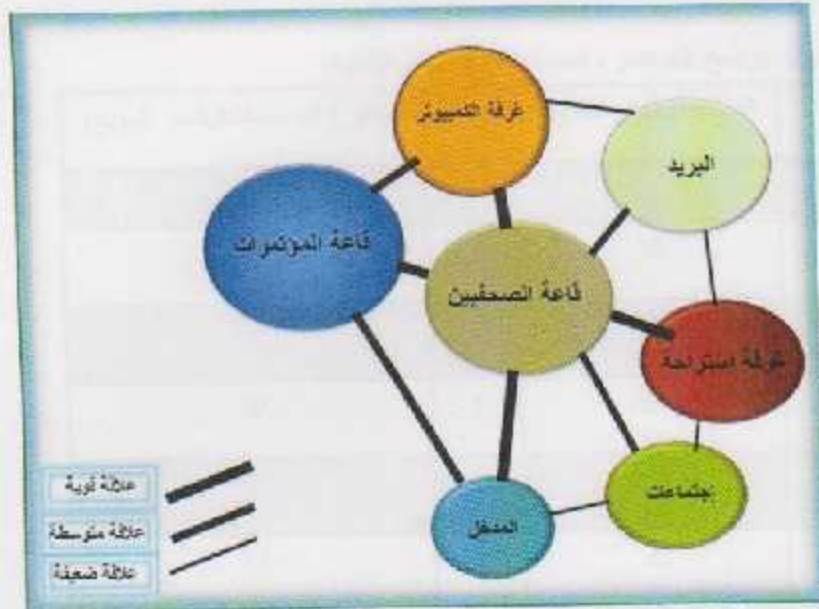 غرفة الكمبيوتر
البريد
قاعة المؤتمرات
قاعة الصحفيين
غرفة استراحة
إجتماعات
المدخل
علاقة قوية
علاقة متوسطة
علاقة ضعيفة